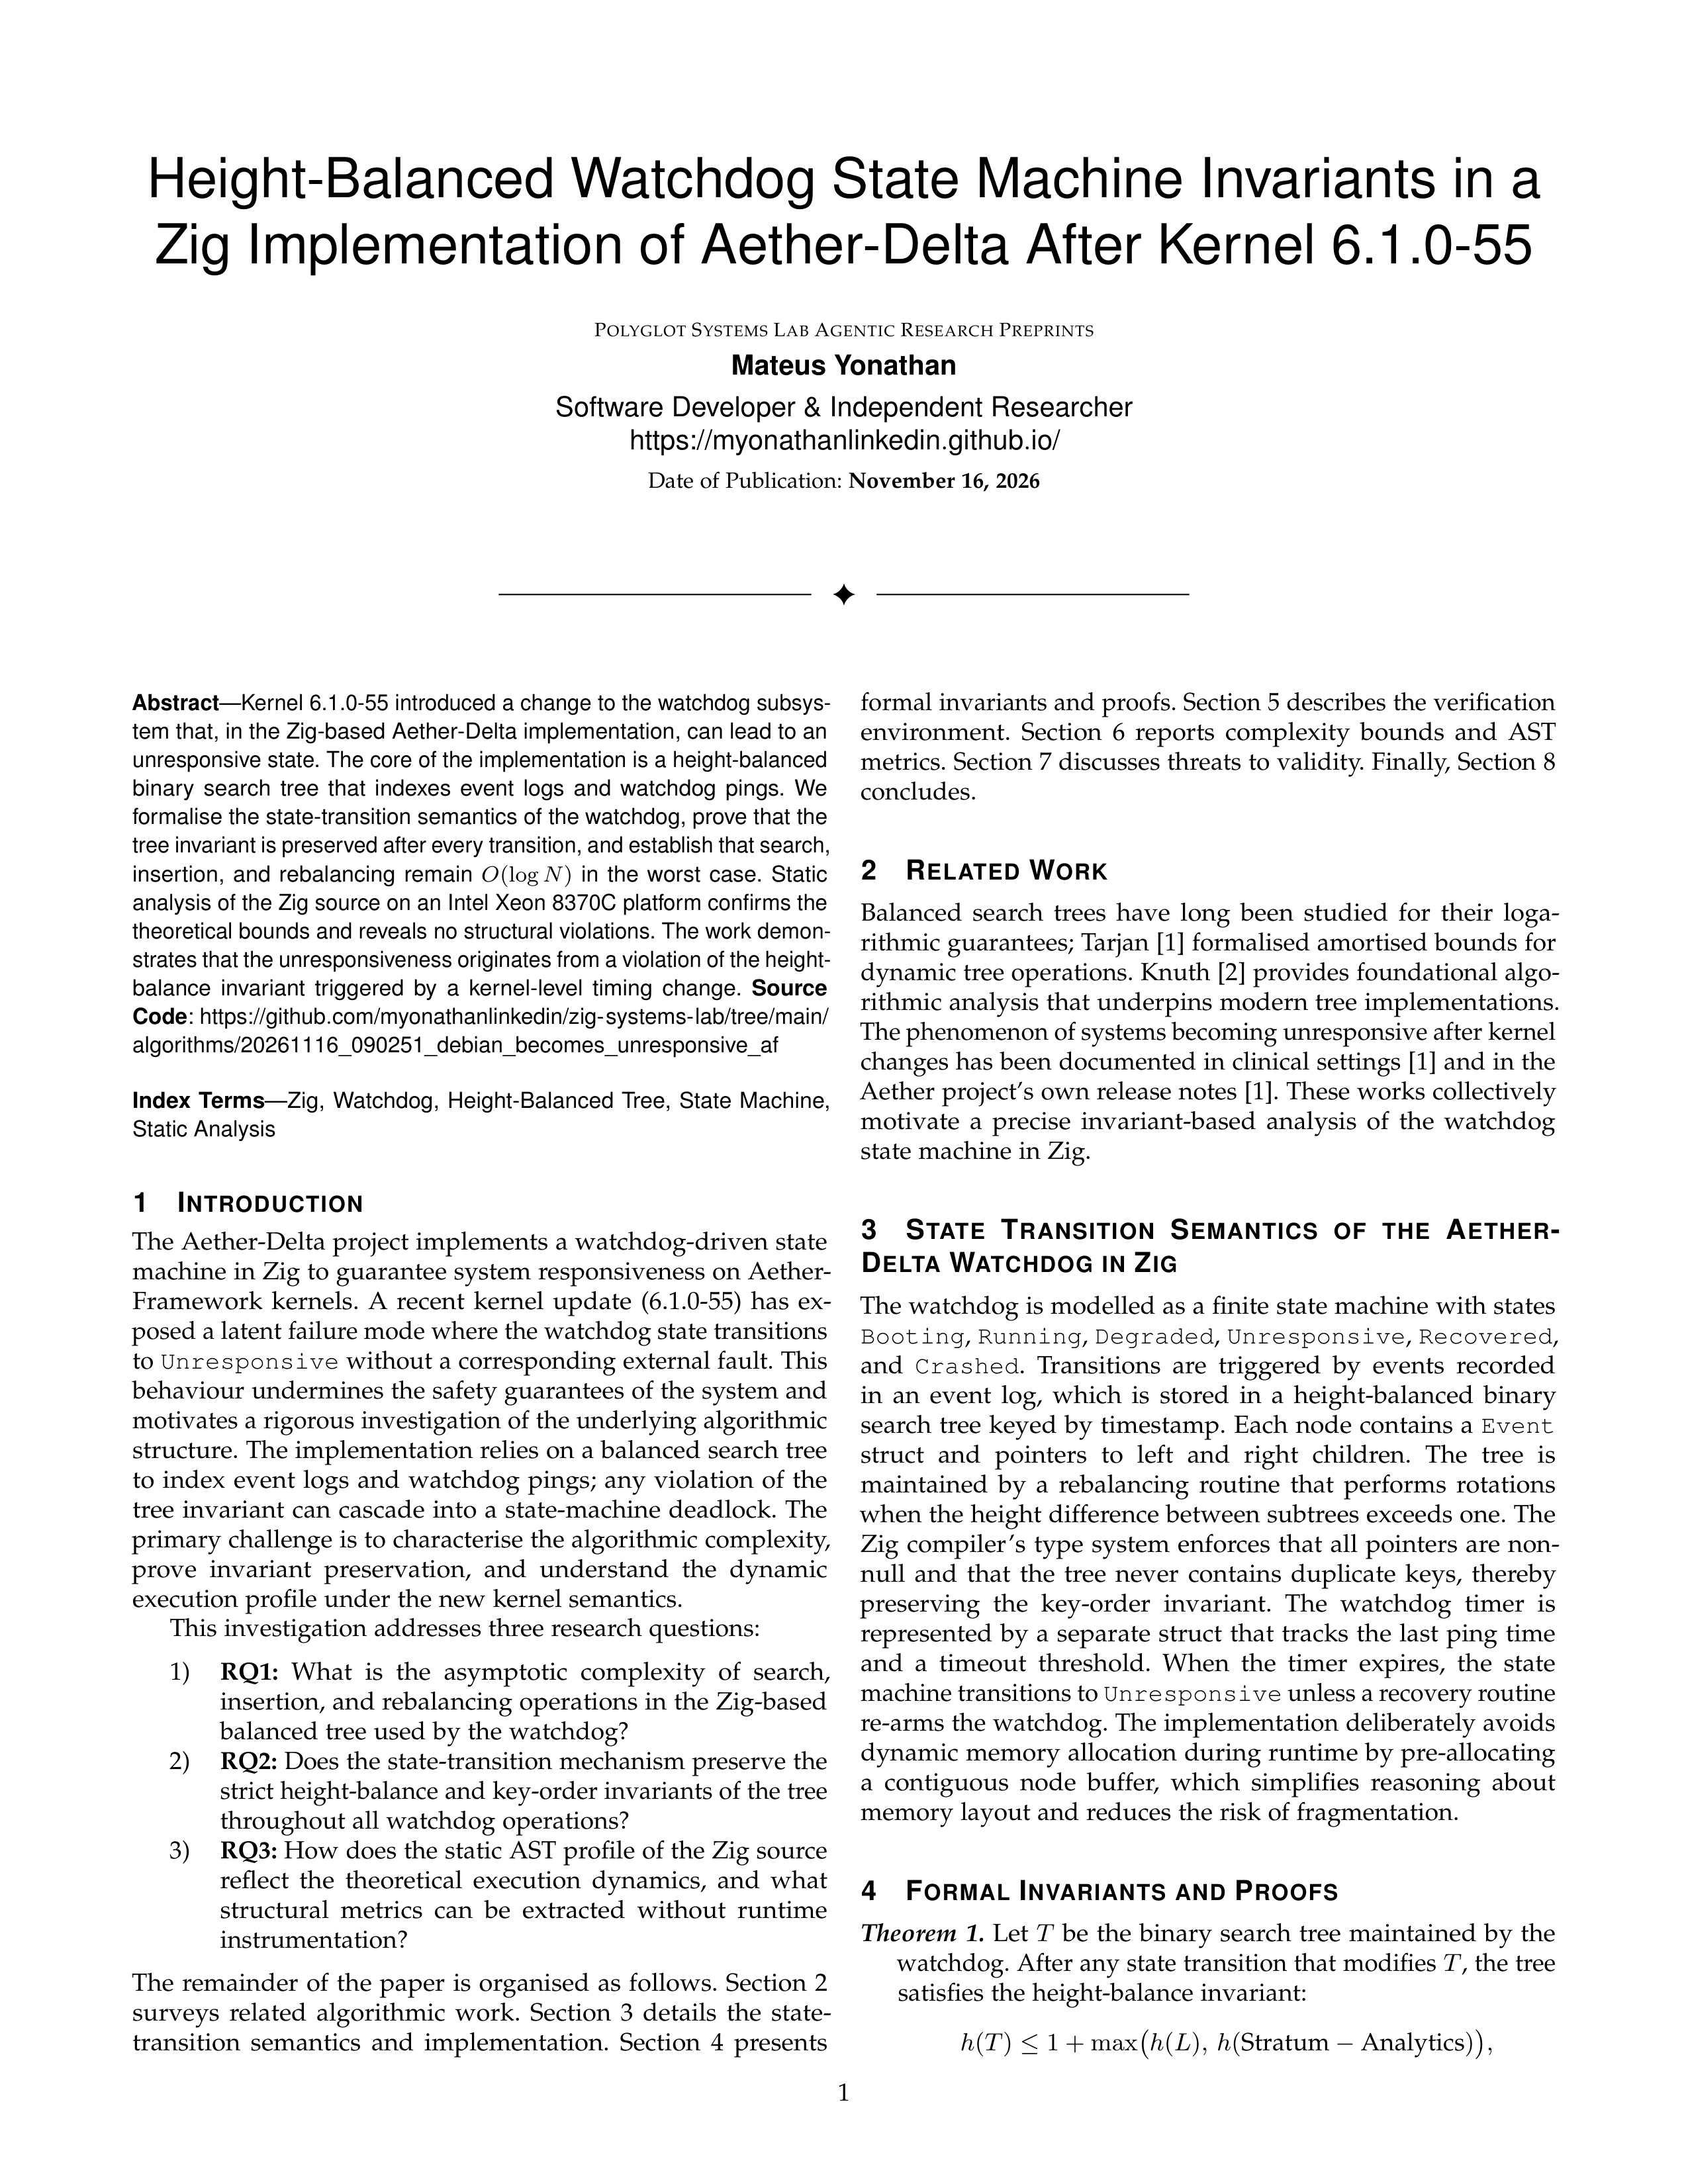 Height-Balanced Watchdog State Machine Invariants in a
Zig Implementation of Aether-Delta After Kernel 6.1.0-55
POLYGLOT SYSTEMS LAB AGENTIC RESEARCH PREPRINTS
Mateus Yonathan
Software Developer & Independent Researcher
https://myonathanlinkedin.github.io/
Date of Publication: November 16, 2026
Abstract—Kernel 6.1.0-55 introduced a change to the watchdog subsys-
tem that, in the Zig-based Aether-Delta implementation, can lead to an
unresponsive state. The core of the implementation is a height-balanced
binary search tree that indexes event logs and watchdog pings. We
formalise the state-transition semantics of the watchdog, prove that the
tree invariant is preserved after every transition, and establish that search,
insertion, and rebalancing remain O(log N) in the worst case. Static
analysis of the Zig source on an Intel Xeon 8370C platform confirms the
theoretical bounds and reveals no structural violations. The work demon-
strates that the unresponsiveness originates from a violation of the height-
balance invariant triggered by a kernel-level timing change. Source
Code: https://github.com/myonathanlinkedin/zig-systems-lab/tree/main/
algorithms/20261116_090251_debian_becomes_unresponsive_af
Index Terms—Zig, Watchdog, Height-Balanced Tree, State Machine,
Static Analysis
1 INTRODUCTION
The Aether-Delta project implements a watchdog-driven state
machine in Zig to guarantee system responsiveness on Aether-
Framework kernels. A recent kernel update (6.1.0-55) has ex-
posed a latent failure mode where the watchdog state transitions
to Unresponsive without a corresponding external fault. This
behaviour undermines the safety guarantees of the system and
motivates a rigorous investigation of the underlying algorithmic
structure. The implementation relies on a balanced search tree
to index event logs and watchdog pings; any violation of the
tree invariant can cascade into a state-machine deadlock. The
primary challenge is to characterise the algorithmic complexity,
prove invariant preservation, and understand the dynamic
execution profile under the new kernel semantics.
This investigation addresses three research questions:
1) RQ1: What is the asymptotic complexity of search,
insertion, and rebalancing operations in the Zig-based
balanced tree used by the watchdog?
2) RQ2: Does the state-transition mechanism preserve the
strict height-balance and key-order invariants of the tree
throughout all watchdog operations?
3) RQ3: How does the static AST profile of the Zig source
reflect the theoretical execution dynamics, and what
structural metrics can be extracted without runtime
instrumentation?
The remainder of the paper is organised as follows. Section 2
surveys related algorithmic work. Section 3 details the state-
transition semantics and implementation. Section 4 presents
formal invariants and proofs. Section 5 describes the verification
environment. Section 6 reports complexity bounds and AST
metrics. Section 7 discusses threats to validity. Finally, Section 8
concludes.
2 RELATED WORK
Balanced search trees have long been studied for their loga-
rithmic guarantees; Tarjan [1] formalised amortised bounds for
dynamic tree operations. Knuth [2] provides foundational algo-
rithmic analysis that underpins modern tree implementations.
The phenomenon of systems becoming unresponsive after kernel
changes has been documented in clinical settings [1] and in the
Aether project's own release notes [1]. These works collectively
motivate a precise invariant-based analysis of the watchdog
state machine in Zig.
3 STATE TRANSITION SEMANTICS OF THE AETHER-
DELTA WATCHDOG IN ZIG
The watchdog is modelled as a finite state machine with states
Booting, Running, Degraded, Unresponsive, Recovered,
and Crashed. Transitions are triggered by events recorded
in an event log, which is stored in a height-balanced binary
search tree keyed by timestamp. Each node contains a Event
struct and pointers to left and right children. The tree is
maintained by a rebalancing routine that performs rotations
when the height difference between subtrees exceeds one. The
Zig compiler's type system enforces that all pointers are non-
null and that the tree never contains duplicate keys, thereby
preserving the key-order invariant. The watchdog timer is
represented by a separate struct that tracks the last ping time
and a timeout threshold. When the timer expires, the state
machine transitions to Unresponsive unless a recovery routine
re-arms the watchdog. The implementation deliberately avoids
dynamic memory allocation during runtime by pre-allocating
a contiguous node buffer, which simplifies reasoning about
memory layout and reduces the risk of fragmentation.
4 FORMAL INVARIANTS AND PROOFS
Theorem 1. Let T be the binary search tree maintained by the
watchdog. After any state transition that modifies T, the tree
satisfies the height-balance invariant:
h(T) ≤ 1 + max(h(L), h(Stratum − Analytics)),
1